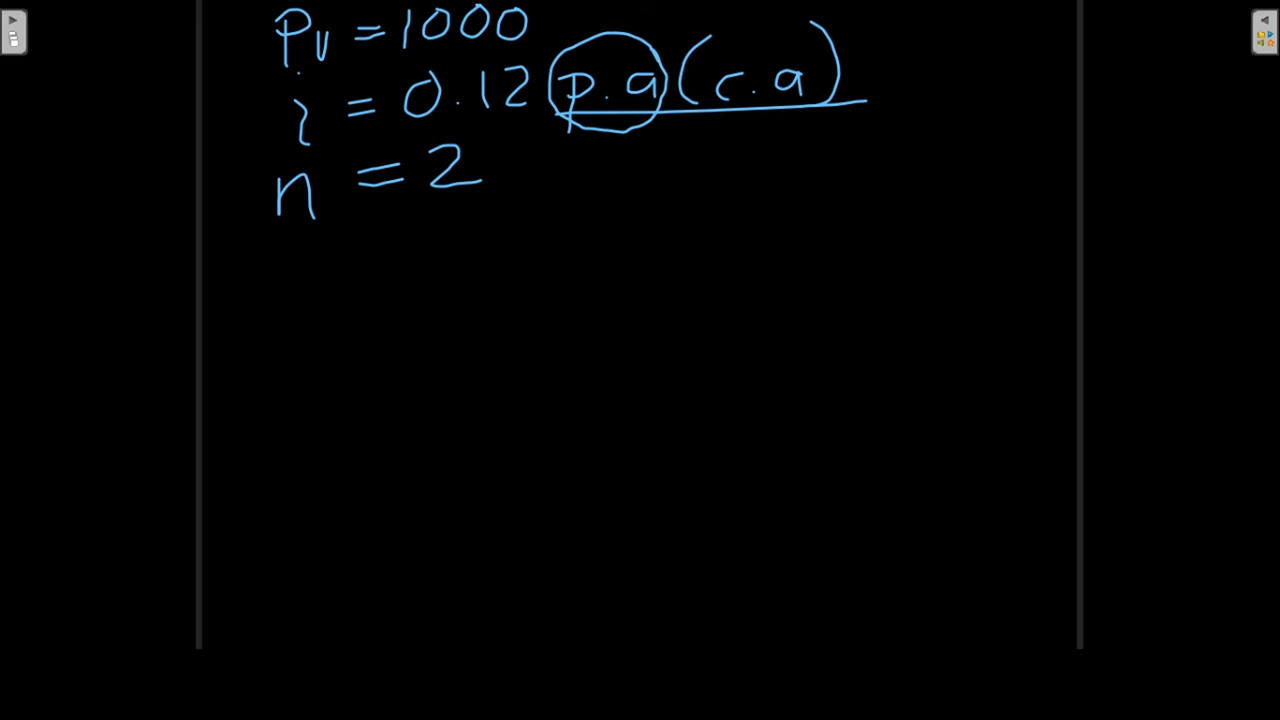 Pv = 1000
i = 0.12 p.a (c.a)
n = 2